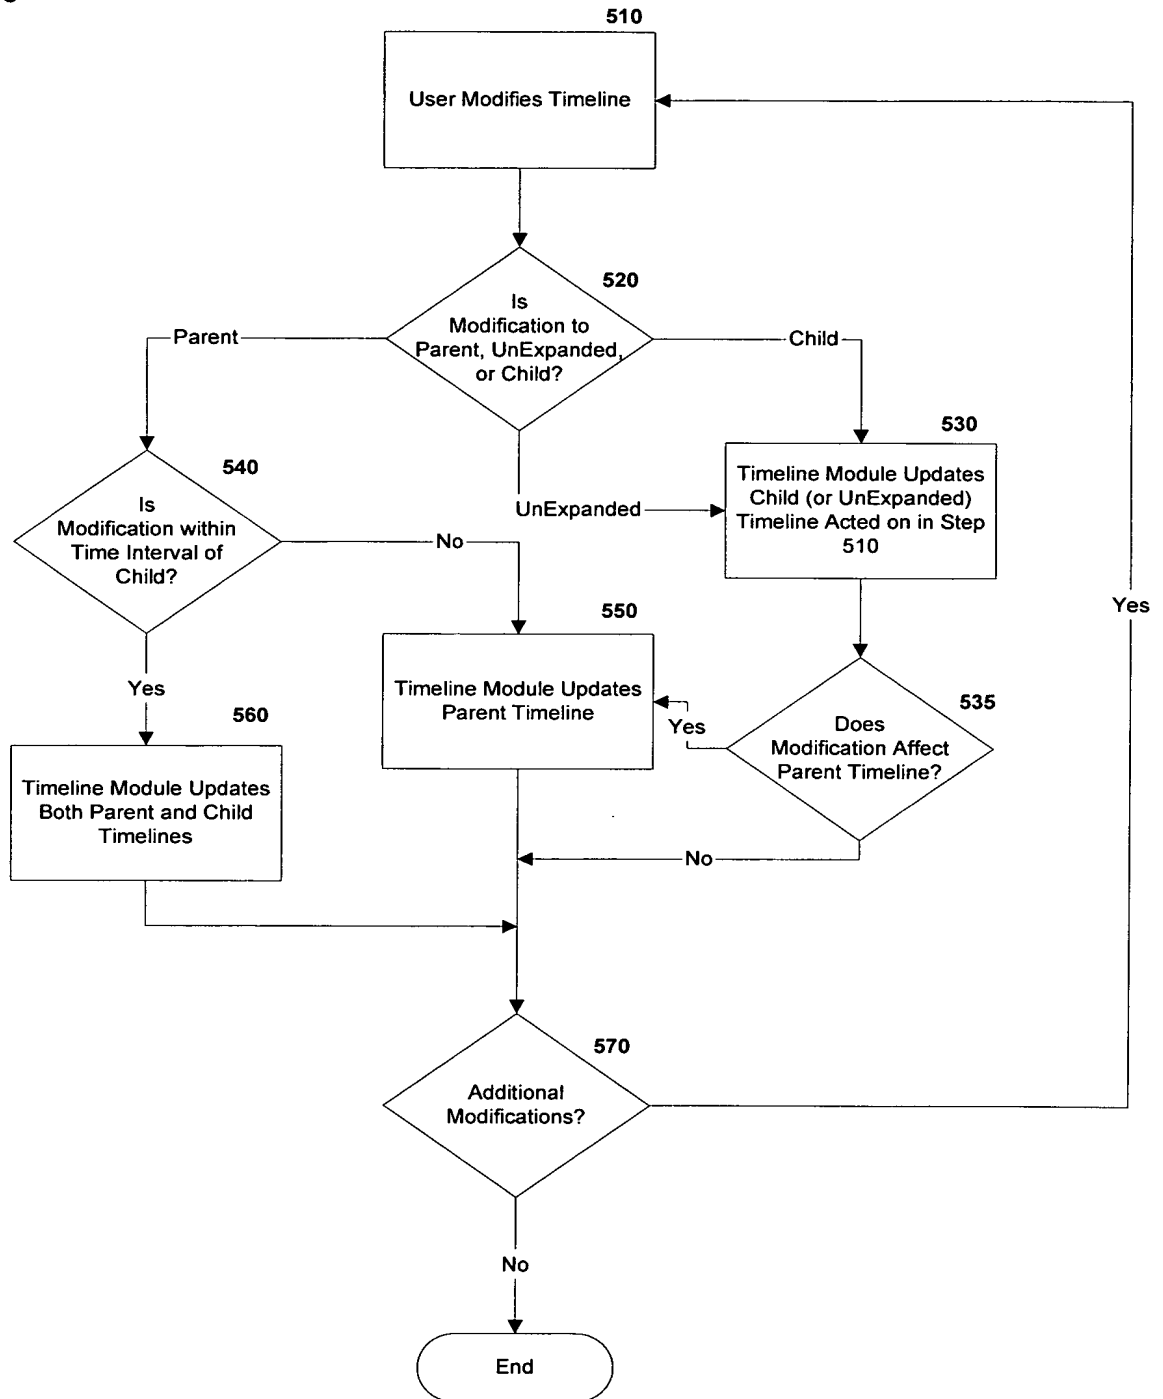 510
User Modifies Timeline
520
Is
Modification to
Parent, UnExpanded,
or Child?
Parent
Child
530
Timeline Module Updates
Child (or UnExpanded)
Timeline Acted on in Step
510
UnExpanded
540
Is
Modification within
Time Interval of
Child?
No
Yes
550
Timeline Module Updates
Parent Timeline
Yes
535
Does
Modification Affect
Parent Timeline?
Yes
560
Timeline Module Updates
Both Parent and Child
Timelines
No
570
Additional
Modifications?
No
End